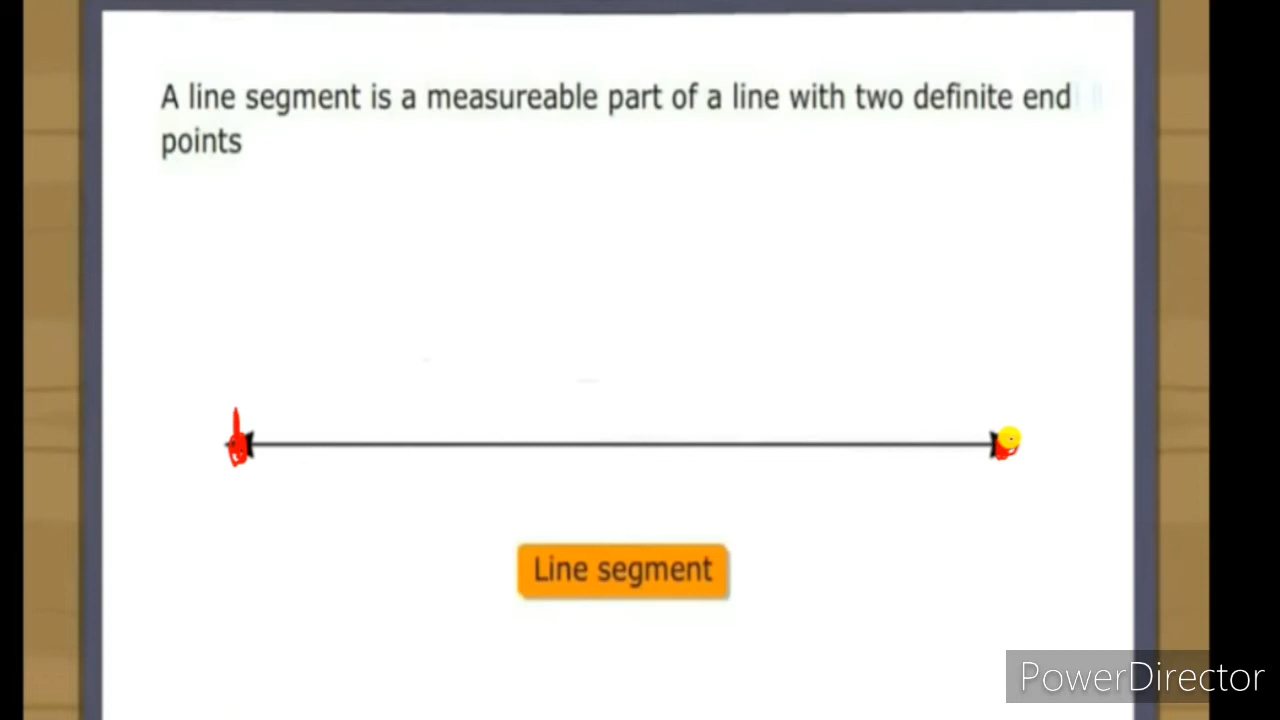 A line segment is a measureable part of a line with two definite end
points
Line segment
PowerDirector